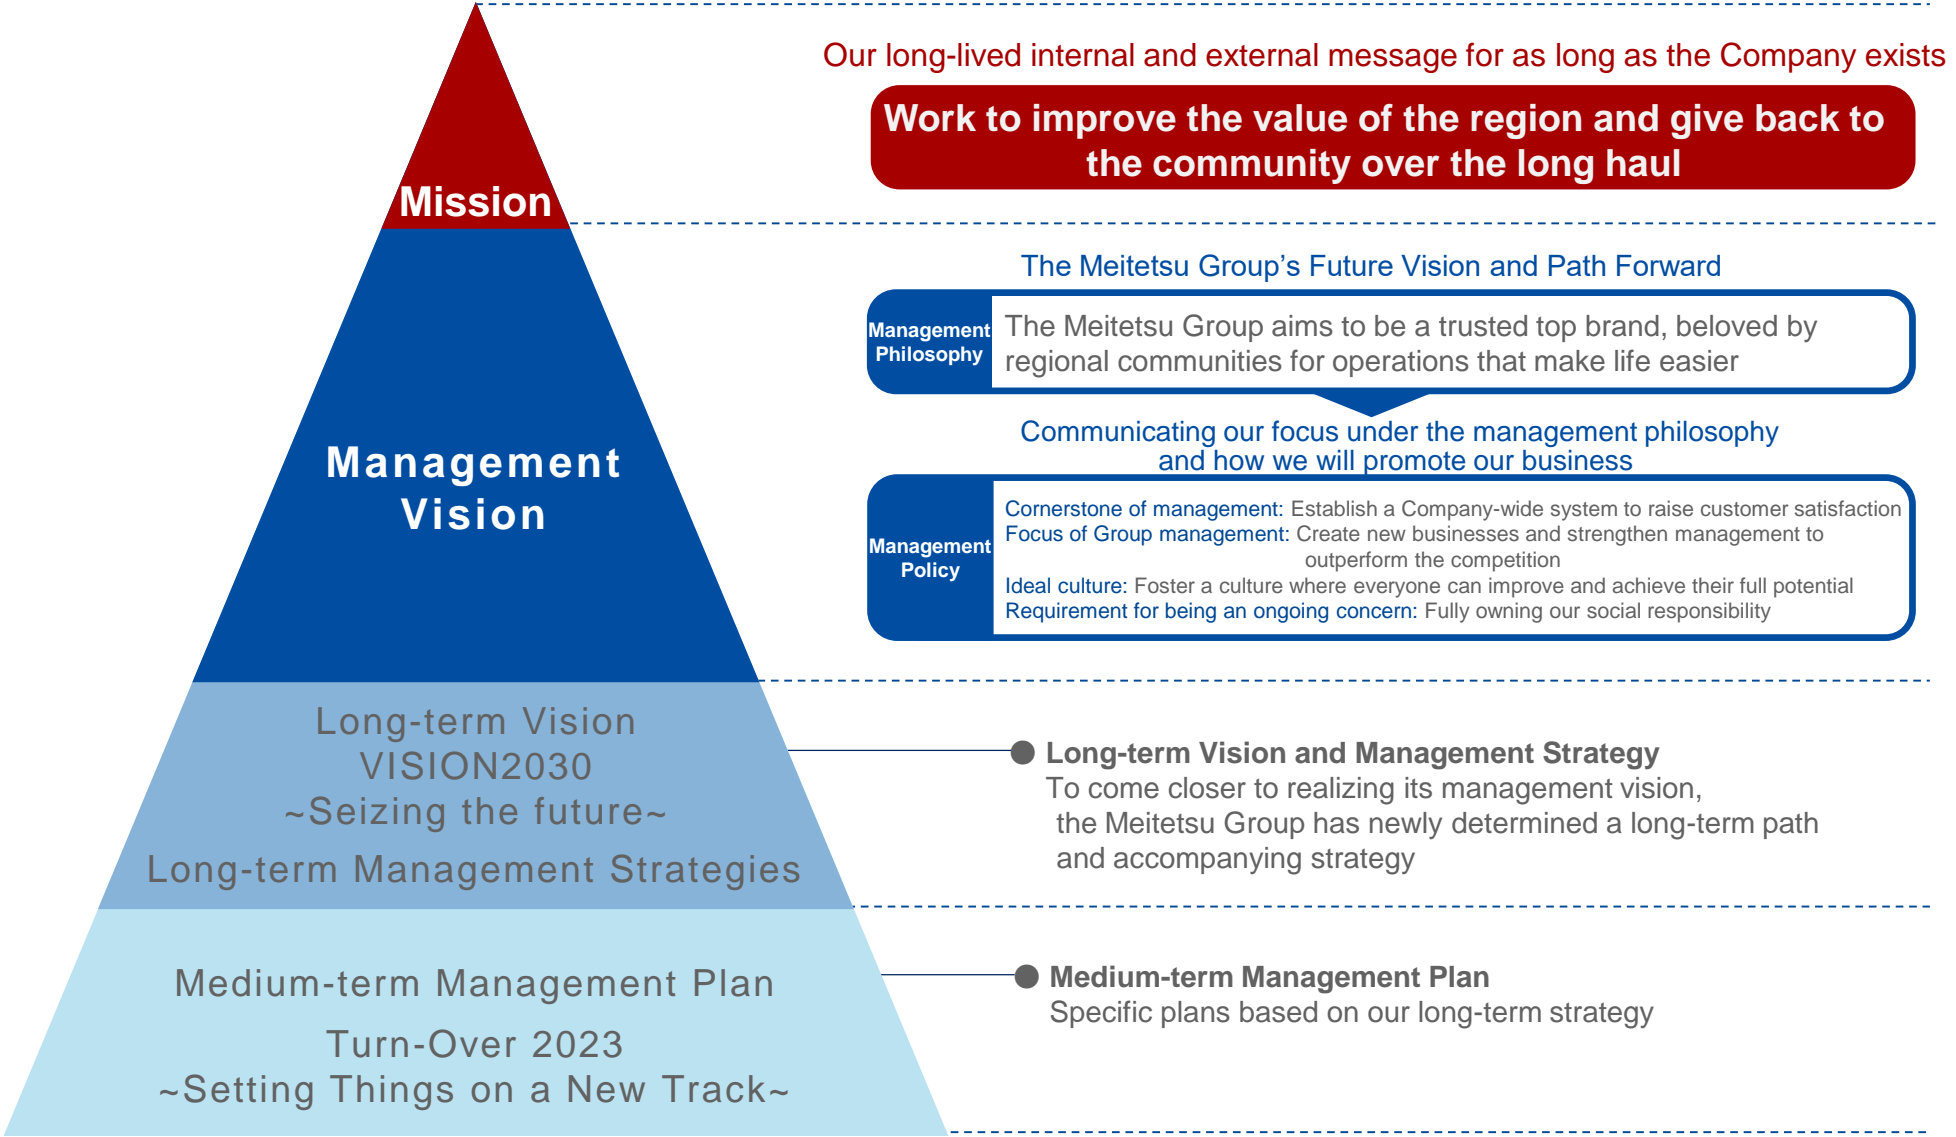 Our long-lived internal and external message for as long as the Company exists
Work to improve the value of the region and give back to
the community over the long haul
Mission
The Meitetsu Group’s Future Vision and Path Forward
Management
Philosophy
The Meitetsu Group aims to be a trusted top brand, beloved by
regional communities for operations that make life easier
Management
Vision
Communicating our focus under the management philosophy
and how we will promote our business
Management
Policy
Cornerstone of management: Establish a Company-wide system to raise customer satisfaction
Focus of Group management: Create new businesses and strengthen management to
outperform the competition
Ideal culture: Foster a culture where everyone can improve and achieve their full potential
Requirement for being an ongoing concern: Fully owning our social responsibility
Long-term Vision
VISION2030
~Seizing the future~
Long-term Management Strategies
Long-term Vision and Management Strategy
To come closer to realizing its management vision,
the Meitetsu Group has newly determined a long-term path
and accompanying strategy
Medium-term Management Plan
Turn-Over 2023
~Setting Things on a New Track~
Medium-term Management Plan
Specific plans based on our long-term strategy